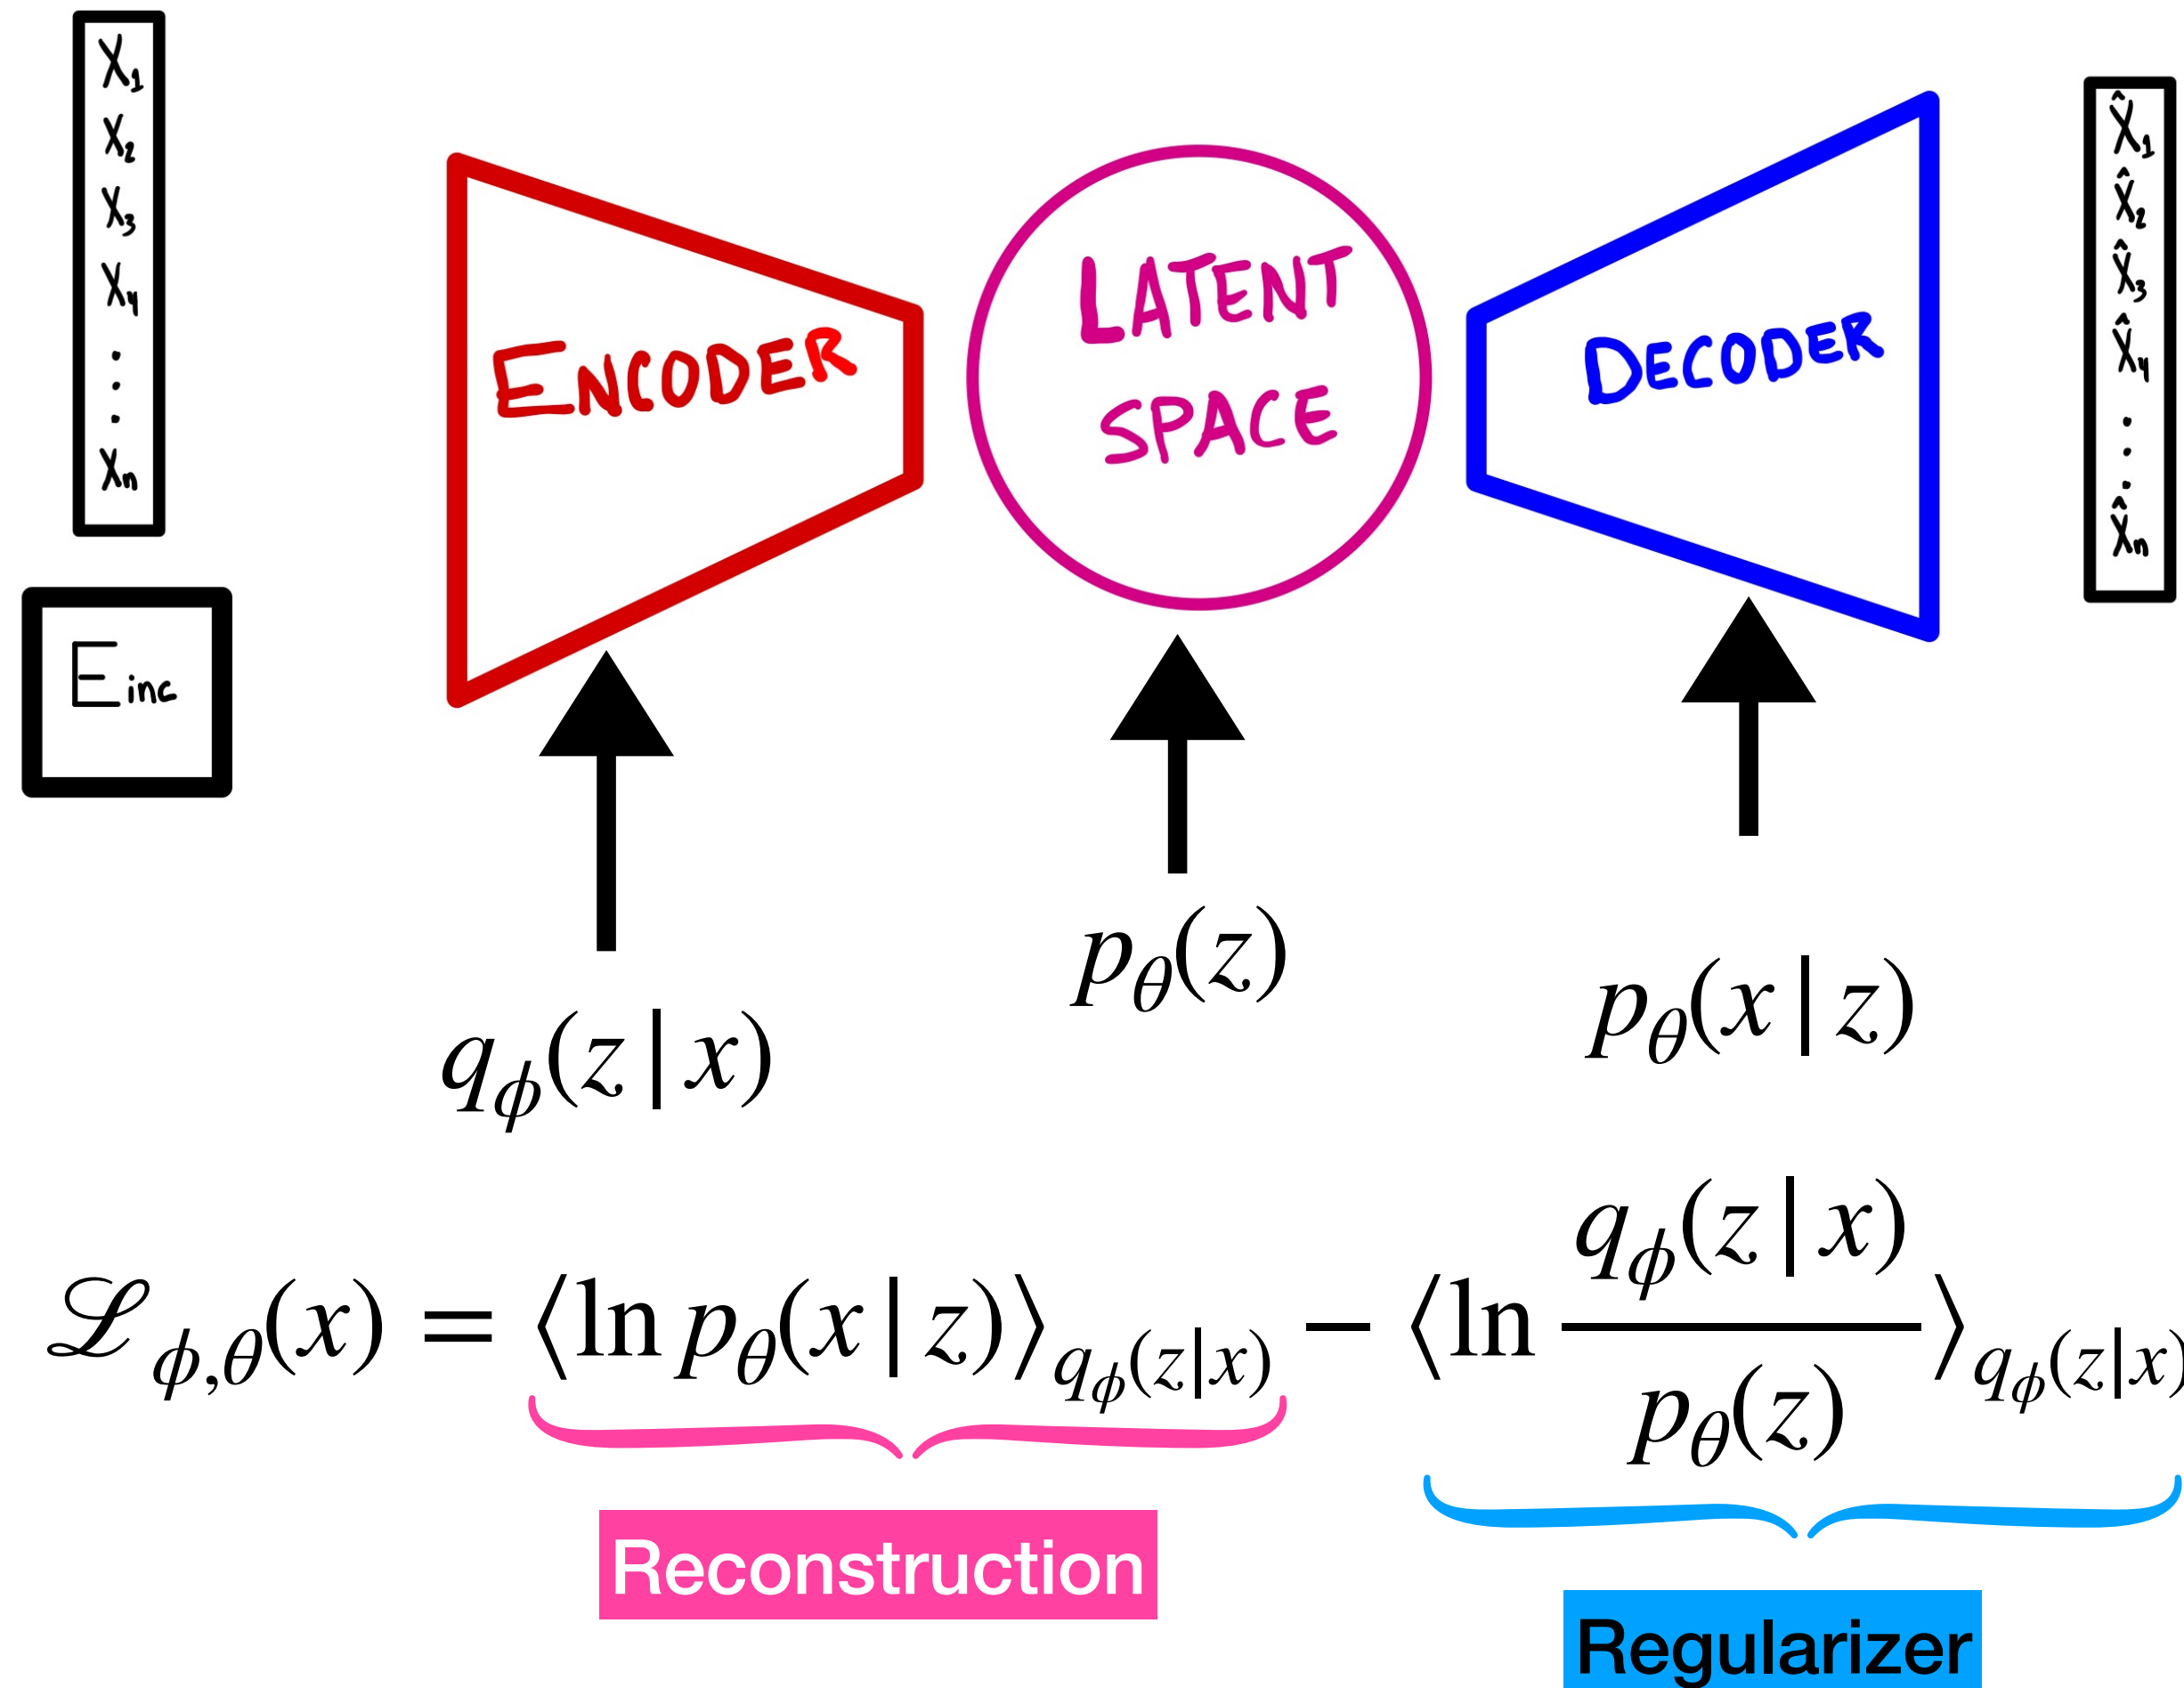 X₁
X₂
X₃
X₄
.
.
.
Xₙ
Einc
ENCODER
LATENT
SPACE
DECODER
X̂₁
X̂₂
X̂₃
X̂₄
.
.
.
X̂ₙ
qϕ(z|x)
pθ(z)
pθ(x|z)
ℒϕ,θ(x) = ⟨ln pθ(x|z)⟩qϕ(z|x) − ⟨ln qϕ(z|x) / pθ(z)⟩qϕ(z|x)
Reconstruction
Regularizer